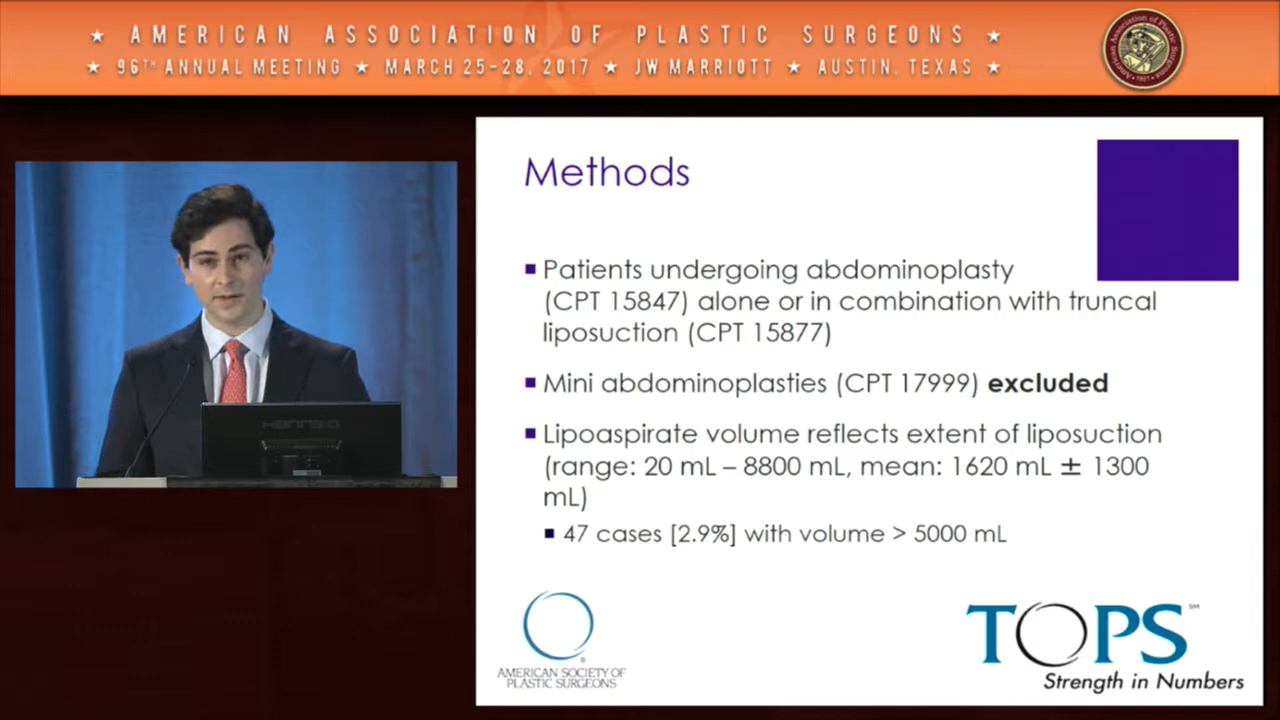 ★ AMERICAN ASSOCIATION OF PLASTIC SURGEONS ★
★ 96TH ANNUAL MEETING ★ MARCH 25-28, 2017 ★ JW MARRIOTT ★ AUSTIN, TEXAS ★
Methods
■ Patients undergoing abdominoplasty
(CPT 15847) alone or in combination with truncal
liposuction (CPT 15877)
■ Mini abdominoplasties (CPT 17999) excluded
■ Lipoaspirate volume reflects extent of liposuction
(range: 20 mL – 8800 mL, mean: 1620 mL ± 1300
mL)
■ 47 cases [2.9%] with volume > 5000 mL
AMERICAN SOCIETY OF
PLASTIC SURGEONS
®
TOPS℠
Strength in Numbers